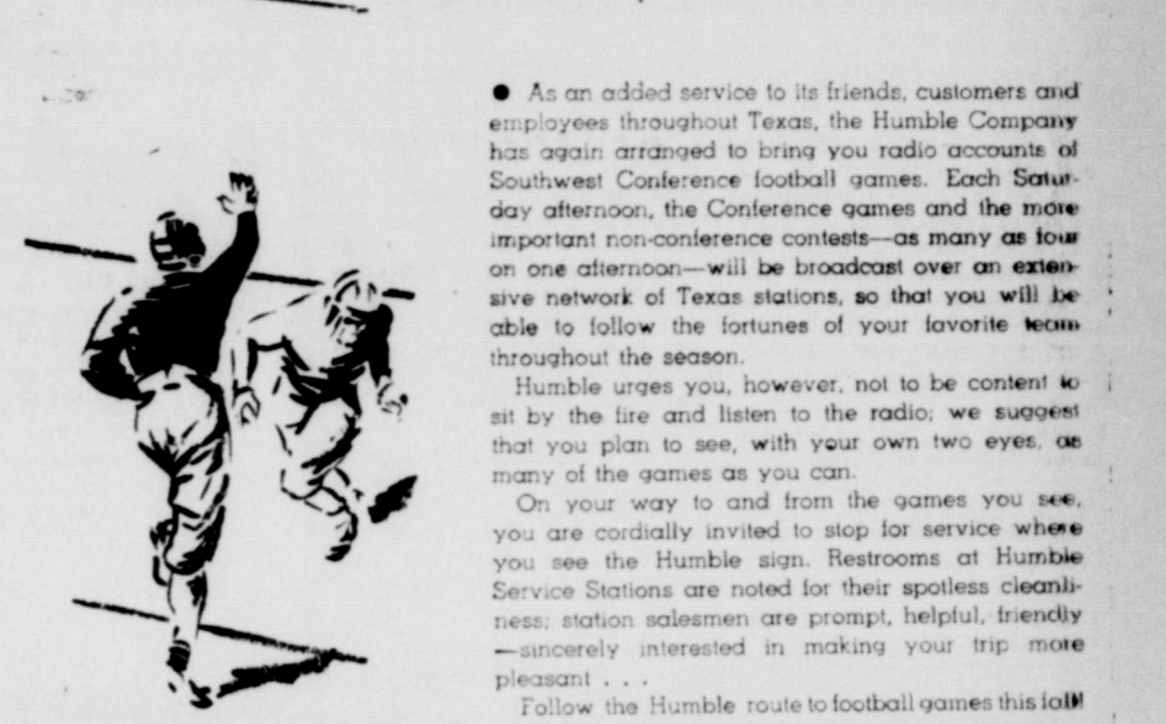 ● As an added service to its friends, customers and
employees throughout Texas, the Humble Company
has again arranged to bring you radio accounts of
Southwest Conference football games. Each Satur-
day afternoon, the Conference games and the more
important non-conference contests—as many as four
on one afternoon—will be broadcast over an exten-
sive network of Texas stations, so that you will be
able to follow the fortunes of your favorite team
throughout the season.
Humble urges you, however, not to be content to
sit by the fire and listen to the radio; we suggest
that you plan to see, with your own two eyes, as
many of the games as you can.
On your way to and from the games you see,
you are cordially invited to stop for service where
you see the Humble sign. Restrooms at Humble
Service Stations are noted for their spotless cleanli-
ness; station salesmen are prompt, helpful, friendly
—sincerely interested in making your trip more
pleasant . . .
Follow the Humble route to football games this fall!